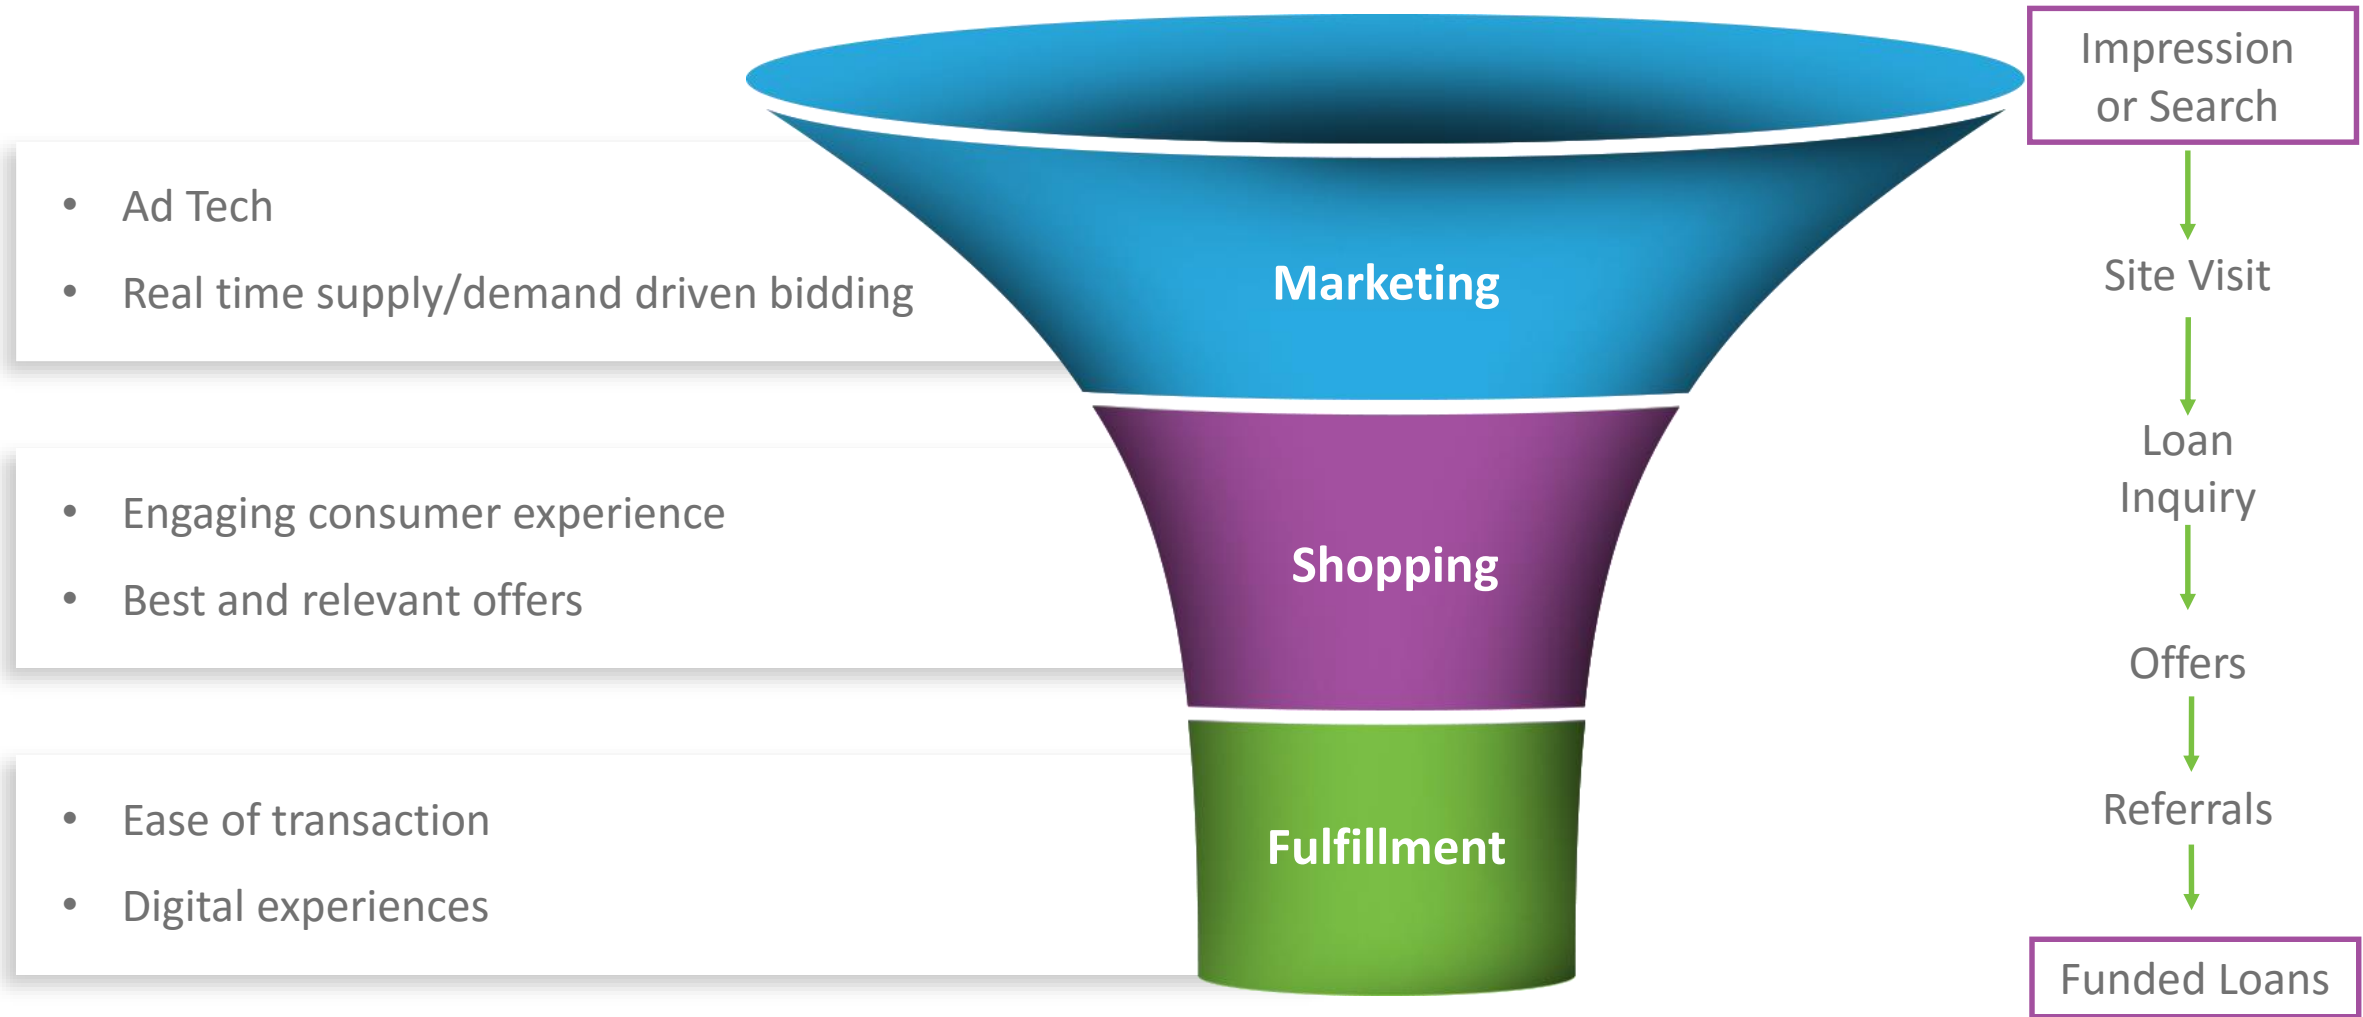 • Ad Tech
• Real time supply/demand driven bidding
• Engaging consumer experience
• Best and relevant offers
• Ease of transaction
• Digital experiences
Marketing
Shopping
Fulfillment
Impression
or Search
Site Visit
Loan
Inquiry
Offers
Referrals
Funded Loans